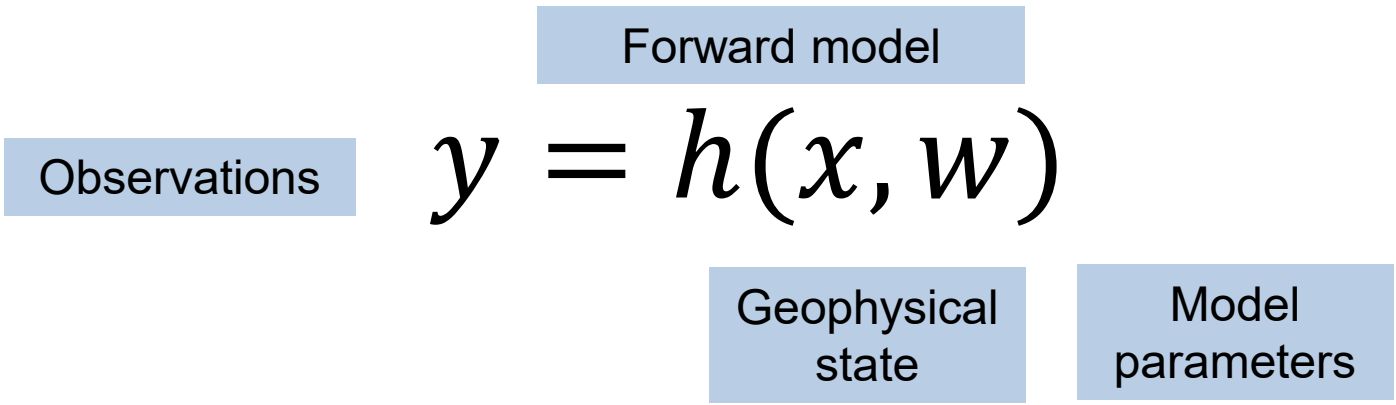 Forward model
Observations
y = h(x, w)
Geophysical
state
Model
parameters